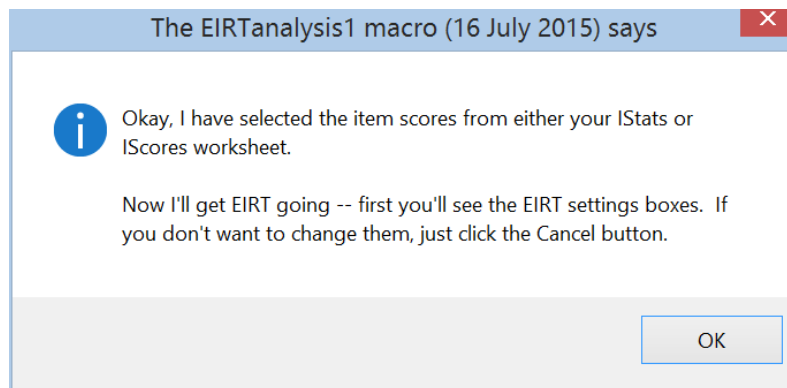 The EIRTanalysis1 macro (16 July 2015) says
Okay, I have selected the item scores from either your IStats or
IScores worksheet.
Now I'll get EIRT going -- first you'll see the EIRT settings boxes.  If
you don't want to change them, just click the Cancel button.
OK